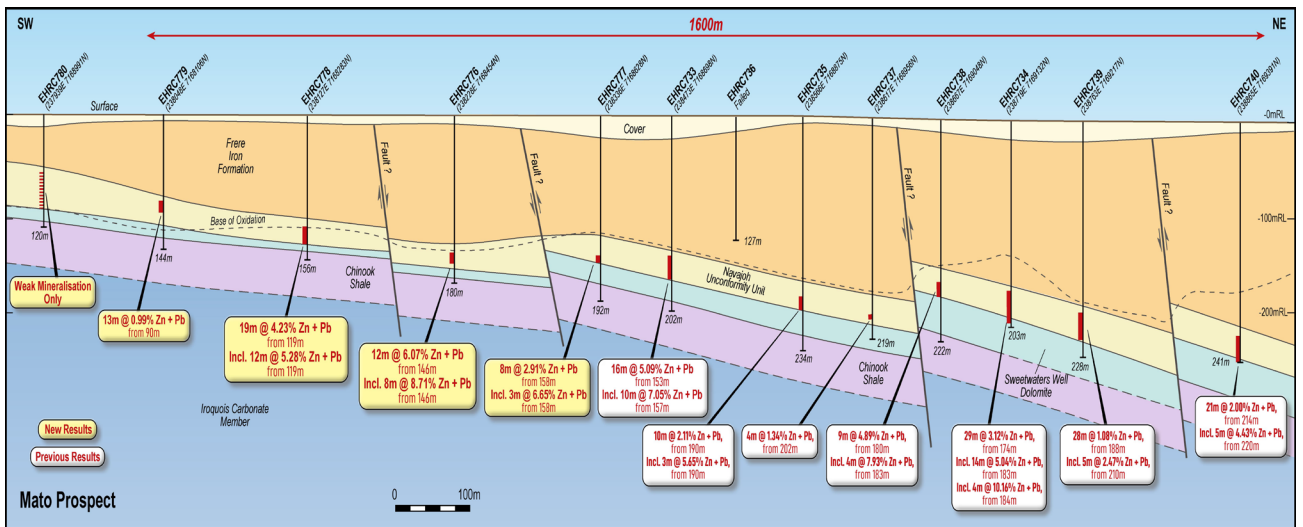 SW
1600m
NE
EHRC780
EHRC779
EHRC778
EHRC776
EHRC777
EHRC733
EHRC736
Failed
EHRC735
EHRC737
EHRC738
EHRC734
EHRC739
EHRC740
Surface
Cover
-0mRL
Frere
Iron
Formation
Fault ?
Fault ?
Fault ?
Fault ?
Base of Oxidation
-100mRL
120m
144m
156m
180m
192m
202m
127m
234m
219m
222m
203m
228m
241m
-200mRL
Chinook
Shale
Navajoh
Unconformity Unit
Chinook
Shale
Sweetwaters Well
Dolomite
Iroquois Carbonate
Member
Weak Mineralisation
Only
13m @ 0.99% Zn + Pb
from 90m
19m @ 4.23% Zn + Pb
from 119m
Incl. 12m @ 5.28% Zn + Pb
from 119m
12m @ 6.07% Zn + Pb
from 146m
Incl. 8m @ 8.71% Zn + Pb
from 146m
8m @ 2.91% Zn + Pb
from 158m
Incl. 3m @ 6.65% Zn + Pb
from 158m
16m @ 5.09% Zn + Pb
from 153m
Incl. 10m @ 7.05% Zn + Pb
from 157m
10m @ 2.11% Zn + Pb,
from 190m
Incl. 3m @ 5.65% Zn + Pb,
from 190m
4m @ 1.34% Zn + Pb,
from 202m
9m @ 4.89% Zn + Pb,
from 180m
Incl. 4m @ 7.93% Zn + Pb,
from 183m
29m @ 3.12% Zn + Pb,
from 174m
Incl. 14m @ 5.04% Zn + Pb,
from 183m
Incl. 4m @ 10.16% Zn + Pb,
from 184m
28m @ 1.08% Zn + Pb,
from 188m
Incl. 5m @ 2.47% Zn + Pb,
from 210m
21m @ 2.00% Zn + Pb,
from 214m
Incl. 5m @ 4.43% Zn + Pb,
from 220m
New Results
Previous Results
Mato Prospect
0
100m